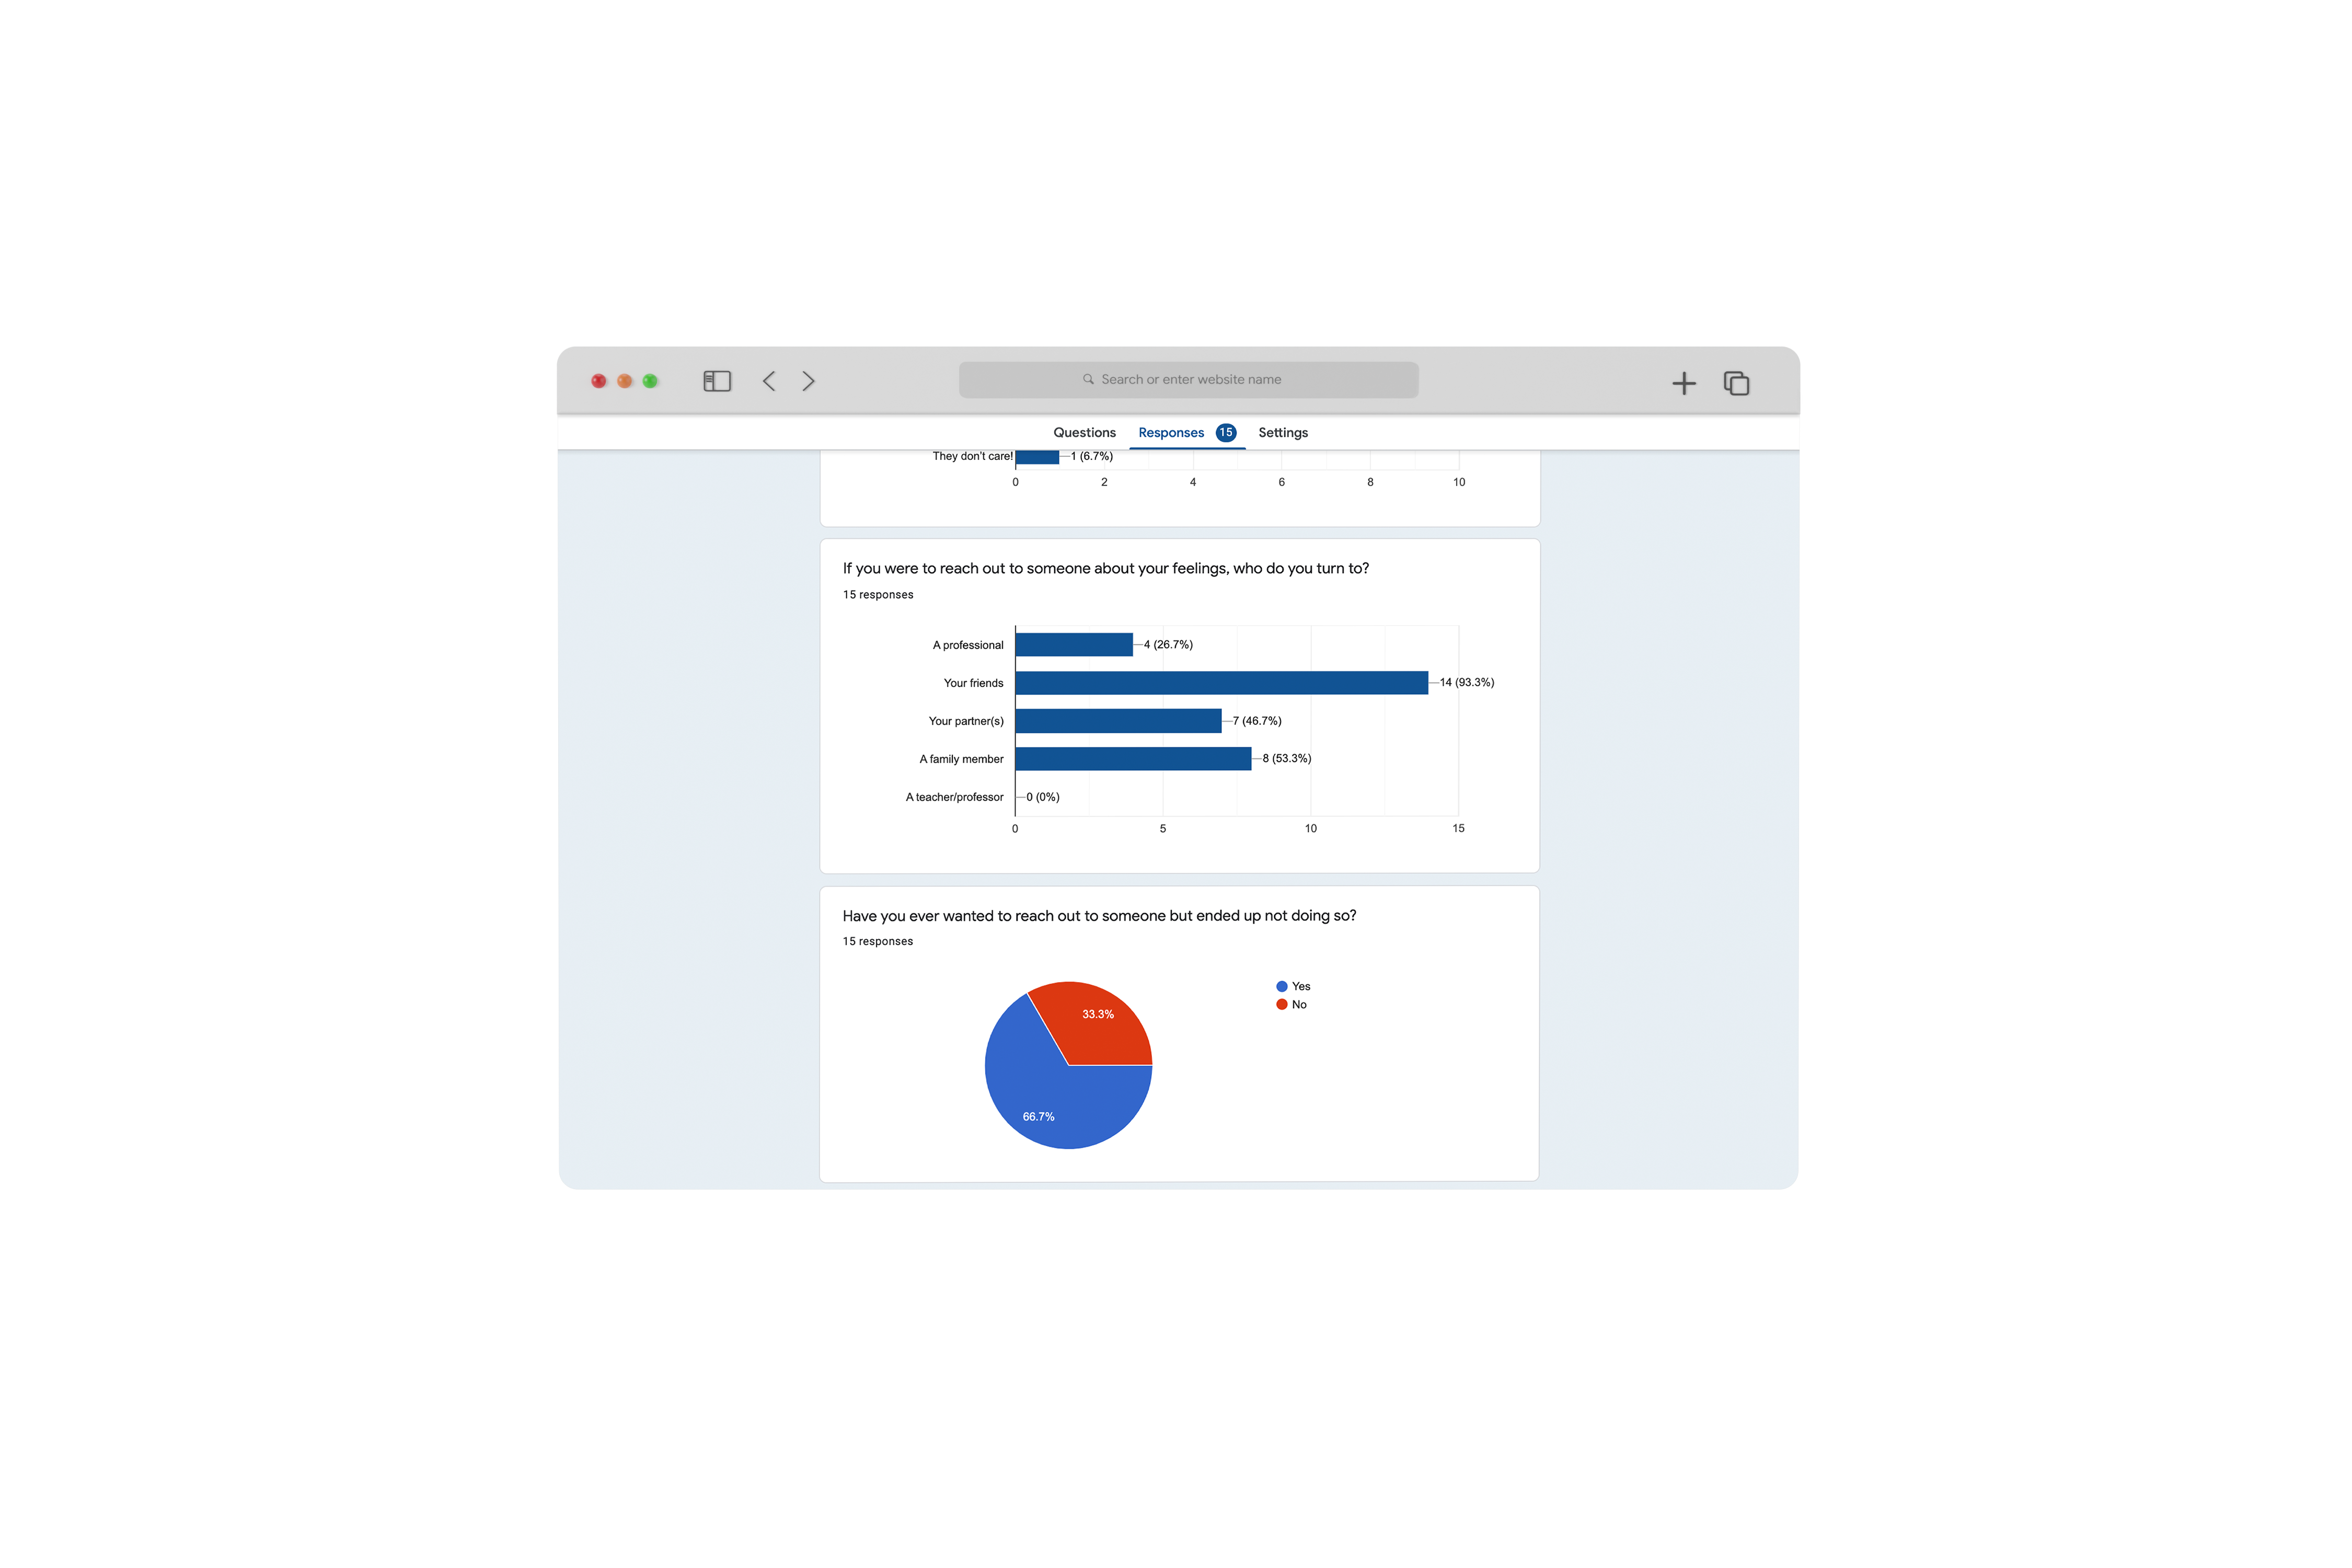 Search or enter website name
Questions Responses 15 Settings
They don't care! 1 (6.7%)
0 2 4 6 8 10
If you were to reach out to someone about your feelings, who do you turn to?
15 responses
A professional 4 (26.7%)
Your friends 14 (93.3%)
Your partner(s) 7 (46.7%)
A family member 8 (53.3%)
A teacher/professor 0 (0%)
0 5 10 15
Have you ever wanted to reach out to someone but ended up not doing so?
15 responses
Yes
No
33.3%
66.7%